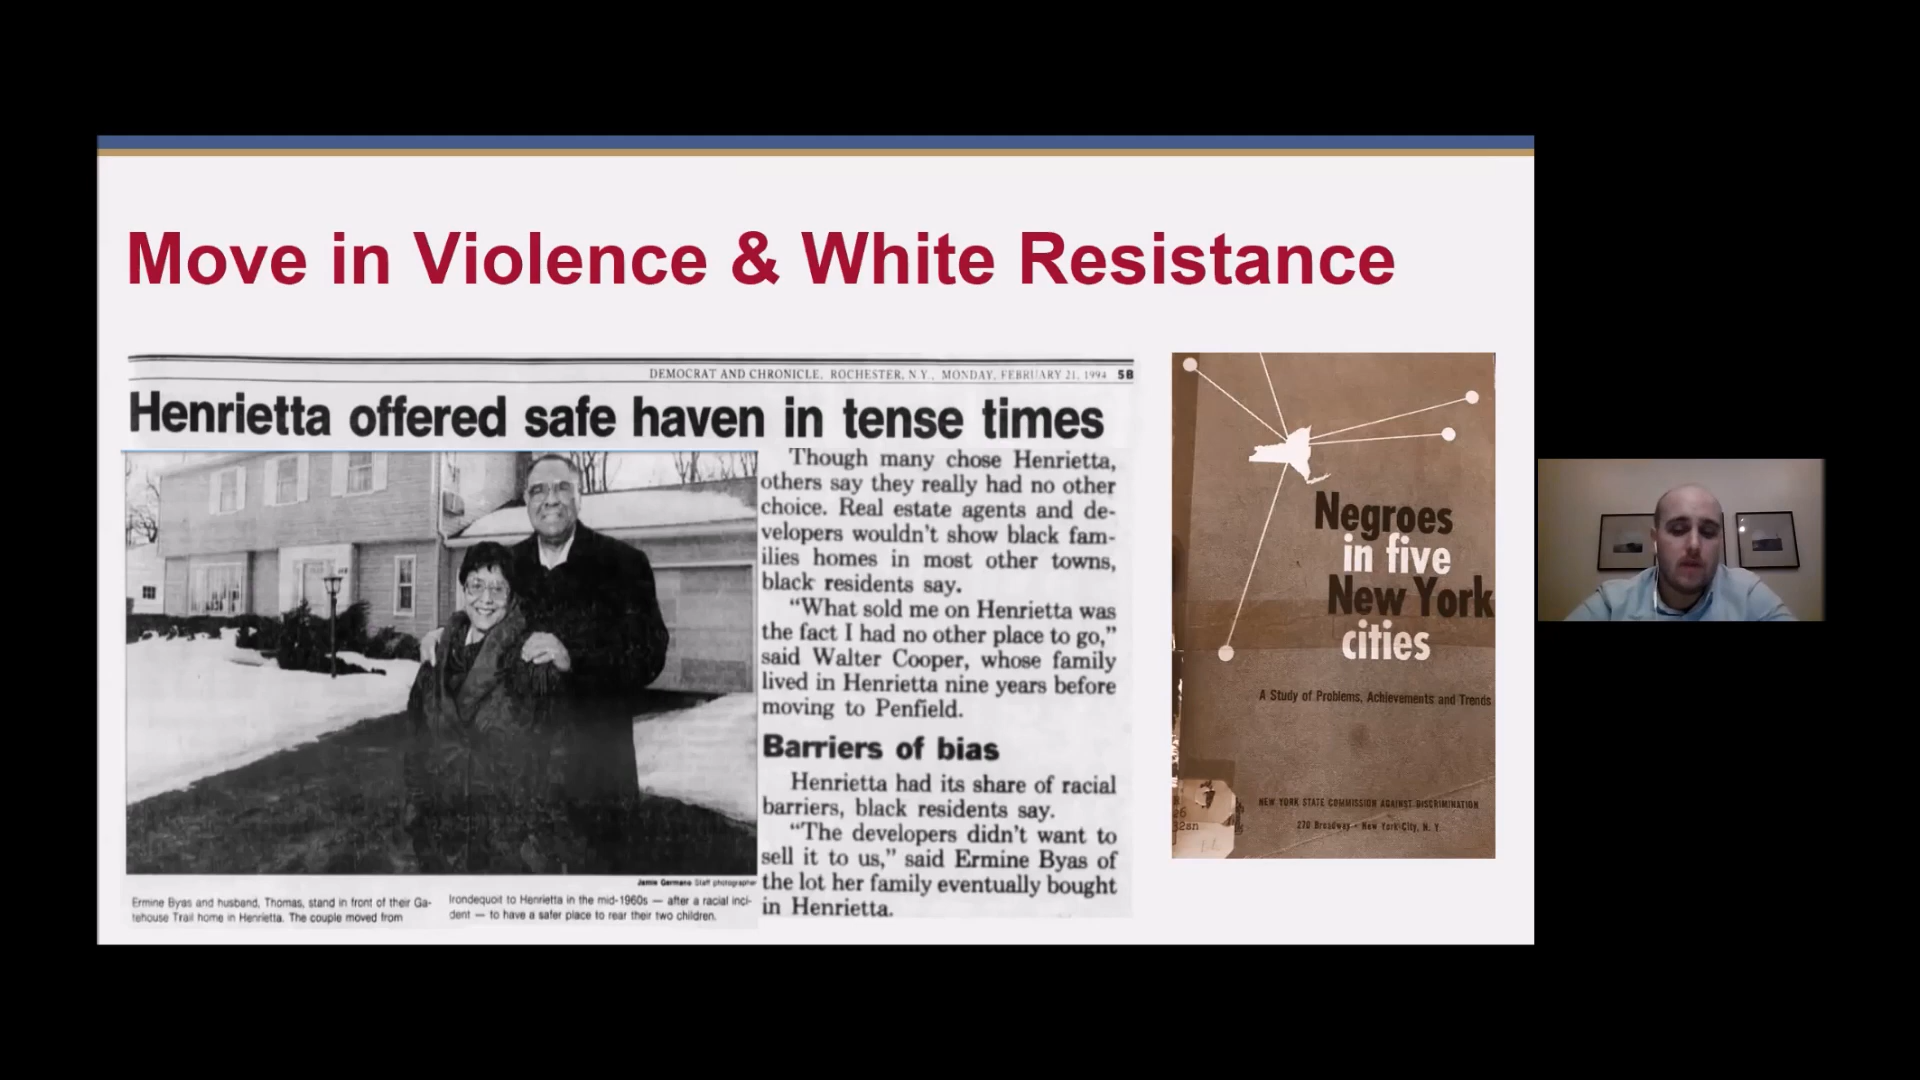 Move in Violence & White Resistance
DEMOCRAT AND CHRONICLE, ROCHESTER, N.Y., MONDAY, FEBRUARY 21, 1994 5B
Henrietta offered safe haven in tense times
Though many chose Henrietta,
others say they really had no other
choice. Real estate agents and de-
velopers wouldn't show black fam-
ilies homes in most other towns,
black residents say.
"What sold me on Henrietta was
the fact I had no other place to go,"
said Walter Cooper, whose family
lived in Henrietta nine years before
moving to Penfield.
Barriers of bias
Henrietta had its share of racial
barriers, black residents say.
"The developers didn't want to
sell it to us," said Ermine Byas of
the lot her family eventually bought
in Henrietta.
Jamie Germano Staff photographer
Ermine Byas and husband, Thomas, stand in front of their Ga-
tehouse Trail home in Henrietta. The couple moved from
Irondequoit to Henrietta in the mid-1960s — after a racial inci-
dent — to have a safer place to rear their two children.
Negroes
in five
New York
cities
A Study of Problems, Achievements and Trends
NEW YORK STATE COMMISSION AGAINST DISCRIMINATION
270 Broadway - New York City, N. Y.